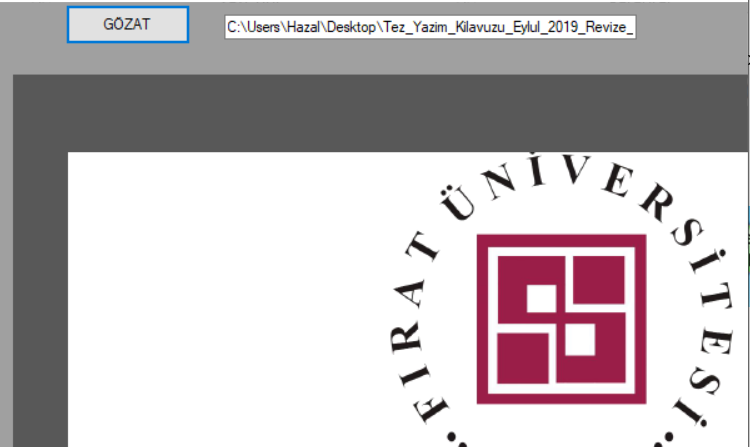 GÖZAT
C:\Users\Hazal\Desktop\Tez_Yazim_Kilavuzu_Eylul_2019_Revize_
FIRAT ÜNİVERSİTESİ